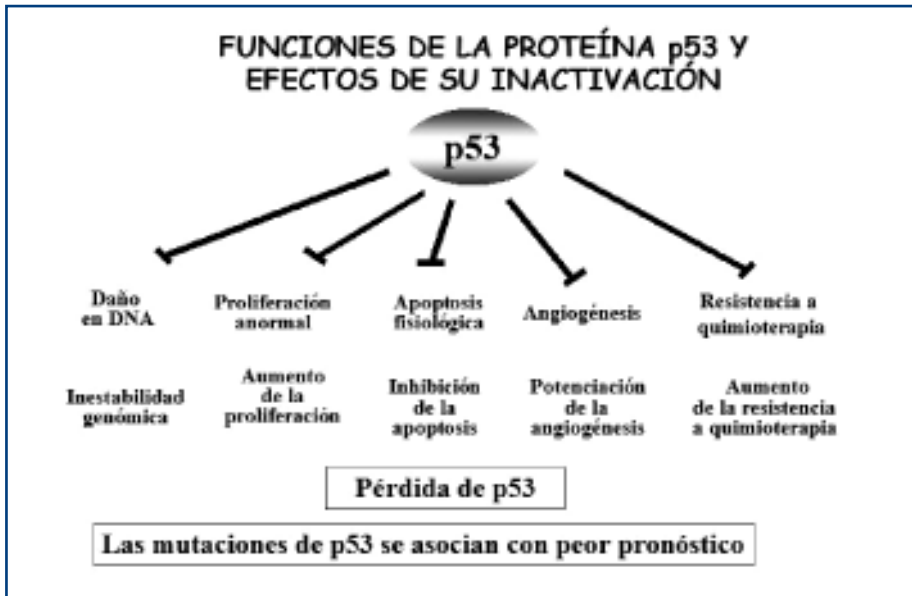 FUNCIONES DE LA PROTEÍNA p53 Y
EFECTOS DE SU INACTIVACIÓN
p53
Daño
en DNA
Proliferación
anormal
Apoptosis
fisiológica
Angiogénesis
Resistencia a
quimioterapia
Inestabilidad
genómica
Aumento
de la
proliferación
Inhibición
de la
apoptosis
Potenciación
de la
angiogénesis
Aumento
de la resistencia
a quimioterapia
Pérdida de p53
Las mutaciones de p53 se asocian con peor pronóstico